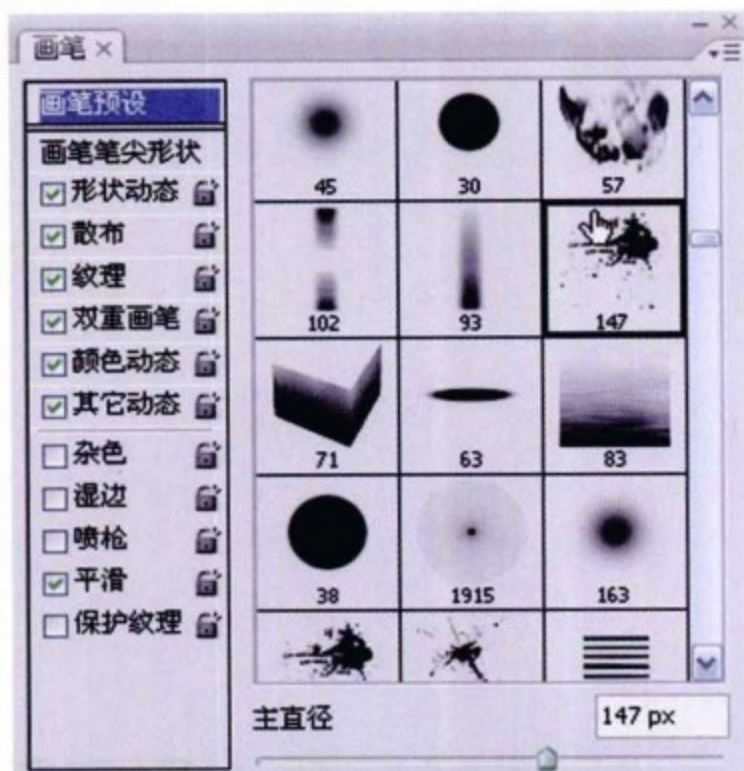 画笔 ×
画笔预设
画笔笔尖形状
形状动态
散布
纹理
双重画笔
颜色动态
其它动态
杂色
湿边
喷枪
平滑
保护纹理
45 30 57
102 93 147
71 63 83
38 1915 163
主直径 147 px